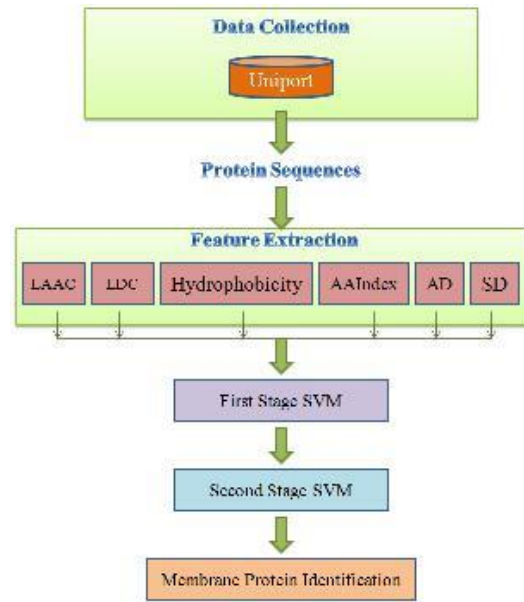 Data Collection
Uniport
Protein Sequences
Feature Extraction
LAAC LDC Hydrophobicity AAIndex AD SD
First Stage SVM
Second Stage SVM
Membrane Protein Identification